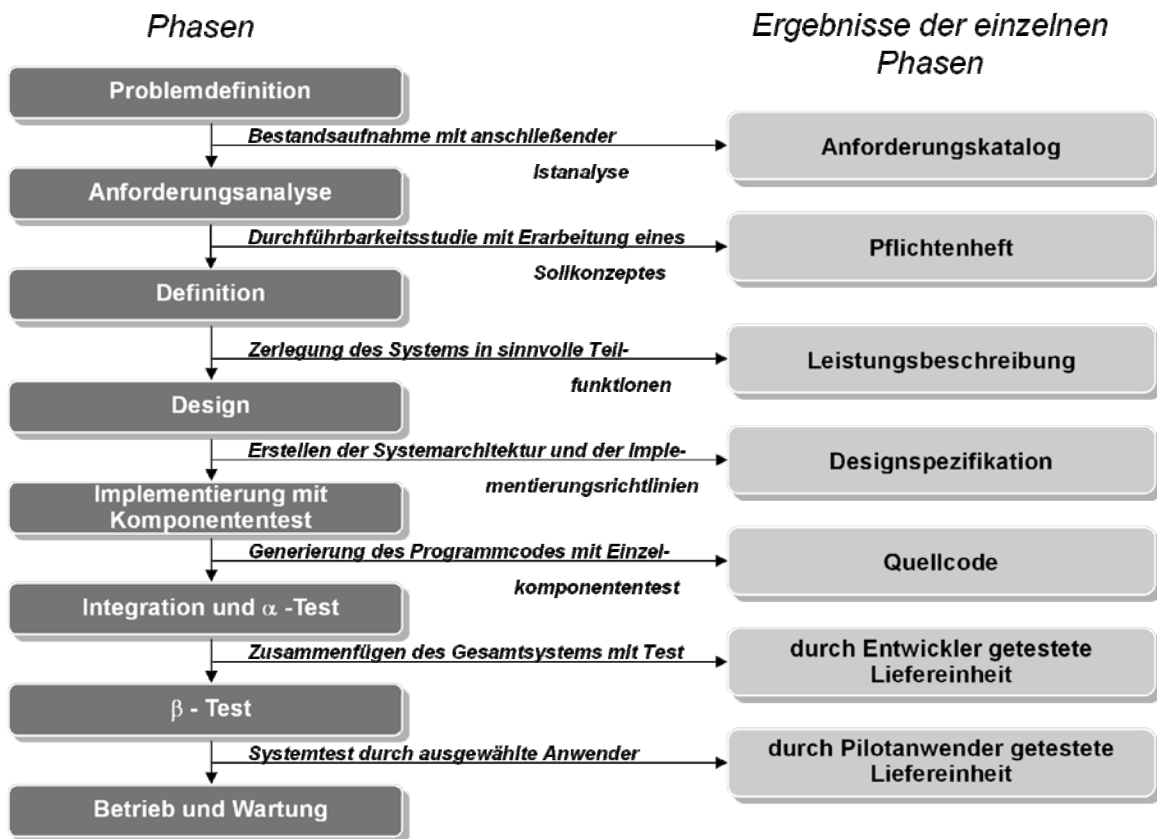 Phasen
Ergebnisse der einzelnen
Phasen
Problemdefinition
Bestandsaufnahme mit anschließender
Istanalyse
Anforderungskatalog
Anforderungsanalyse
Durchführbarkeitsstudie mit Erarbeitung eines
Sollkonzeptes
Pflichtenheft
Definition
Zerlegung des Systems in sinnvolle Teil-
funktionen
Leistungsbeschreibung
Design
Erstellen der Systemarchitektur und der Imple-
mentierungsrichtlinien
Designspezifikation
Implementierung mit
Komponententest
Generierung des Programmcodes mit Einzel-
komponententest
Quellcode
Integration und α -Test
Zusammenfügen des Gesamtsystems mit Test
durch Entwickler getestete
Liefereinheit
β - Test
Systemtest durch ausgewählte Anwender
durch Pilotanwender getestete
Liefereinheit
Betrieb und Wartung